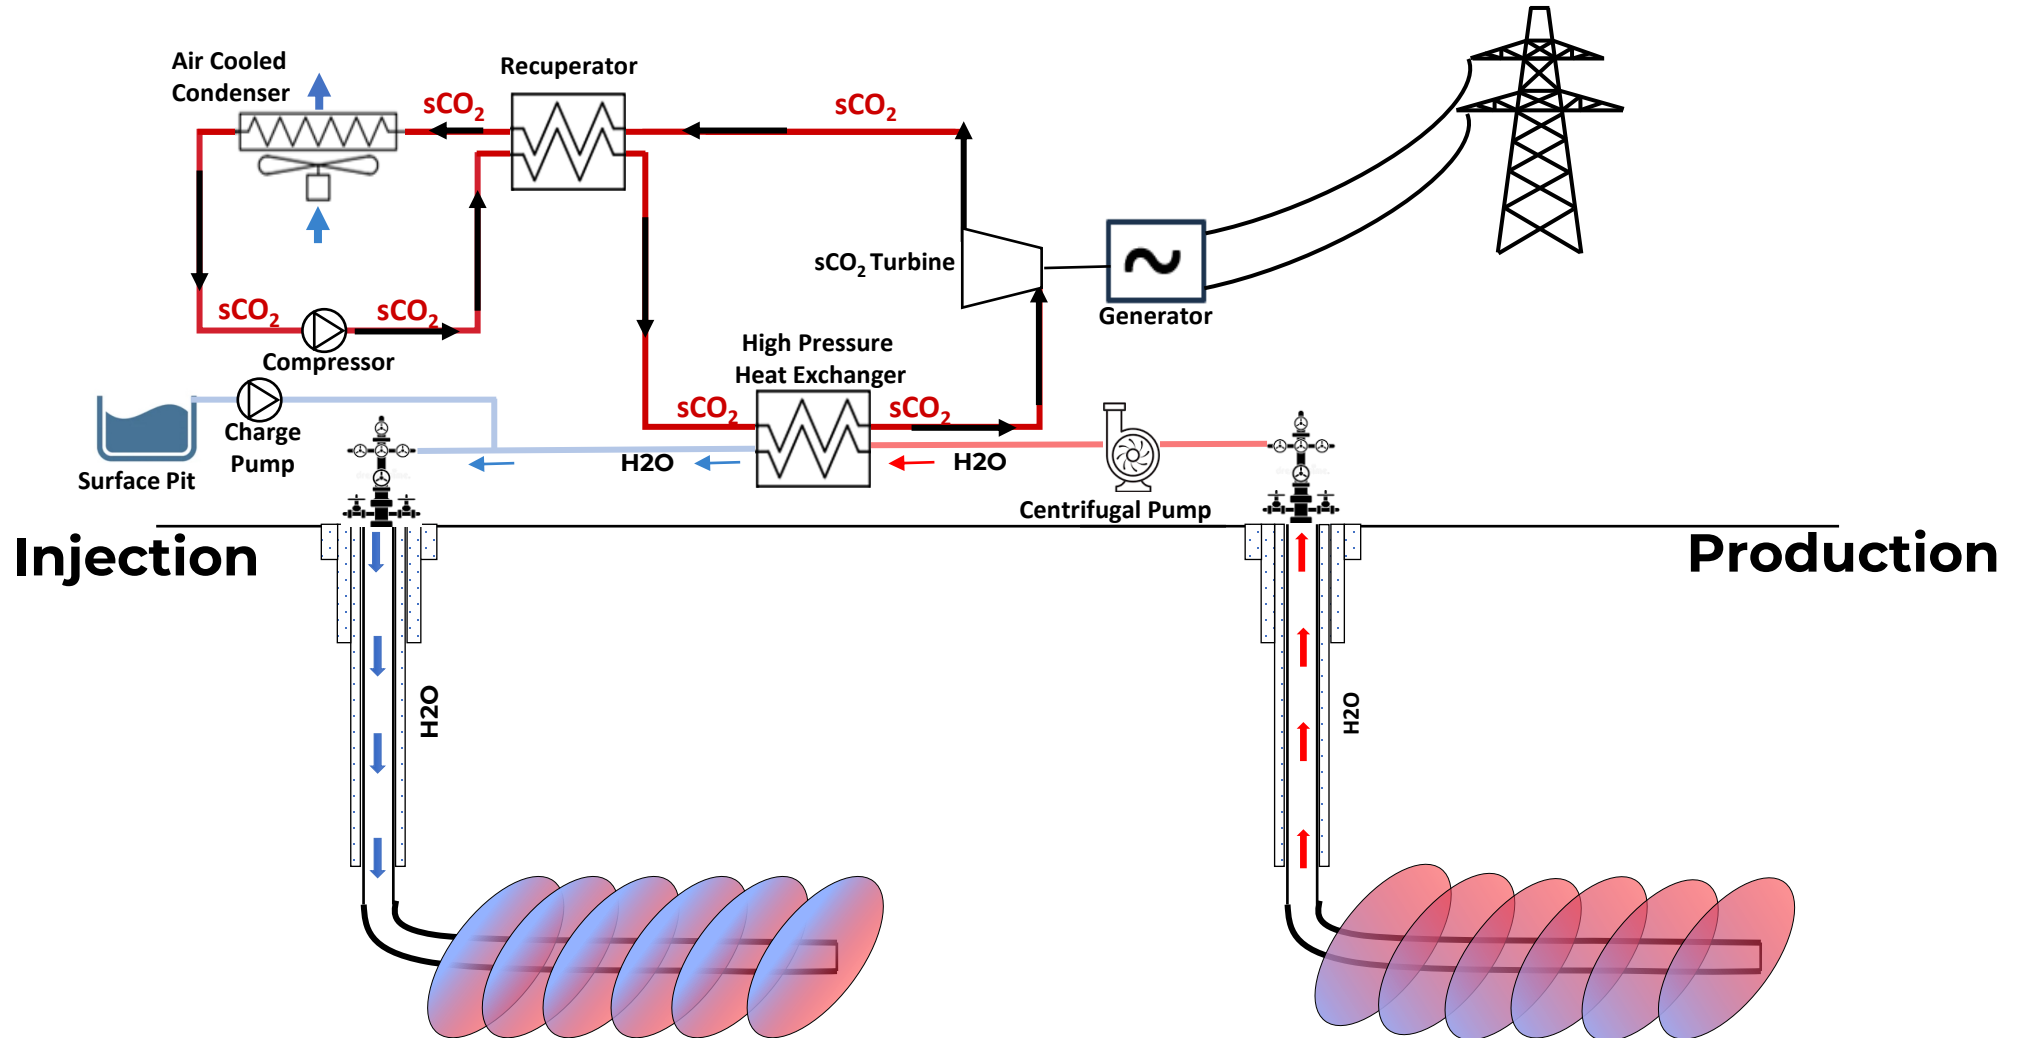 Air Cooled
Condenser
Recuperator
sCO₂
sCO₂
sCO₂ Turbine
Generator
sCO₂
sCO₂
Compressor
High Pressure
Heat Exchanger
sCO₂
sCO₂
Charge
Pump
Surface Pit
H2O
H2O
Centrifugal Pump
Injection
Production
H2O
H2O